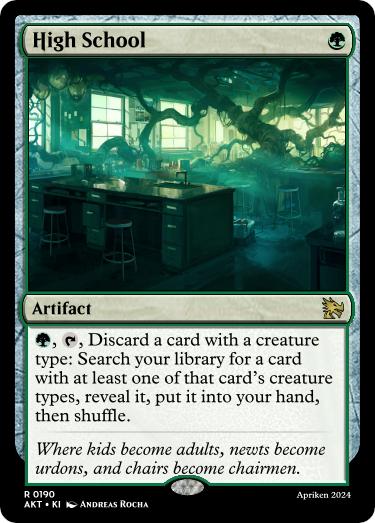 High School
Artifact
, , Discard a card with a creature
type: Search your library for a card
with at least one of that card's creature
types, reveal it, put it into your hand,
then shuffle.
Where kids become adults, newts become
urdons, and chairs become chairmen.
R 0190
AKT • KI ANDREAS ROCHA
Apriken 2024